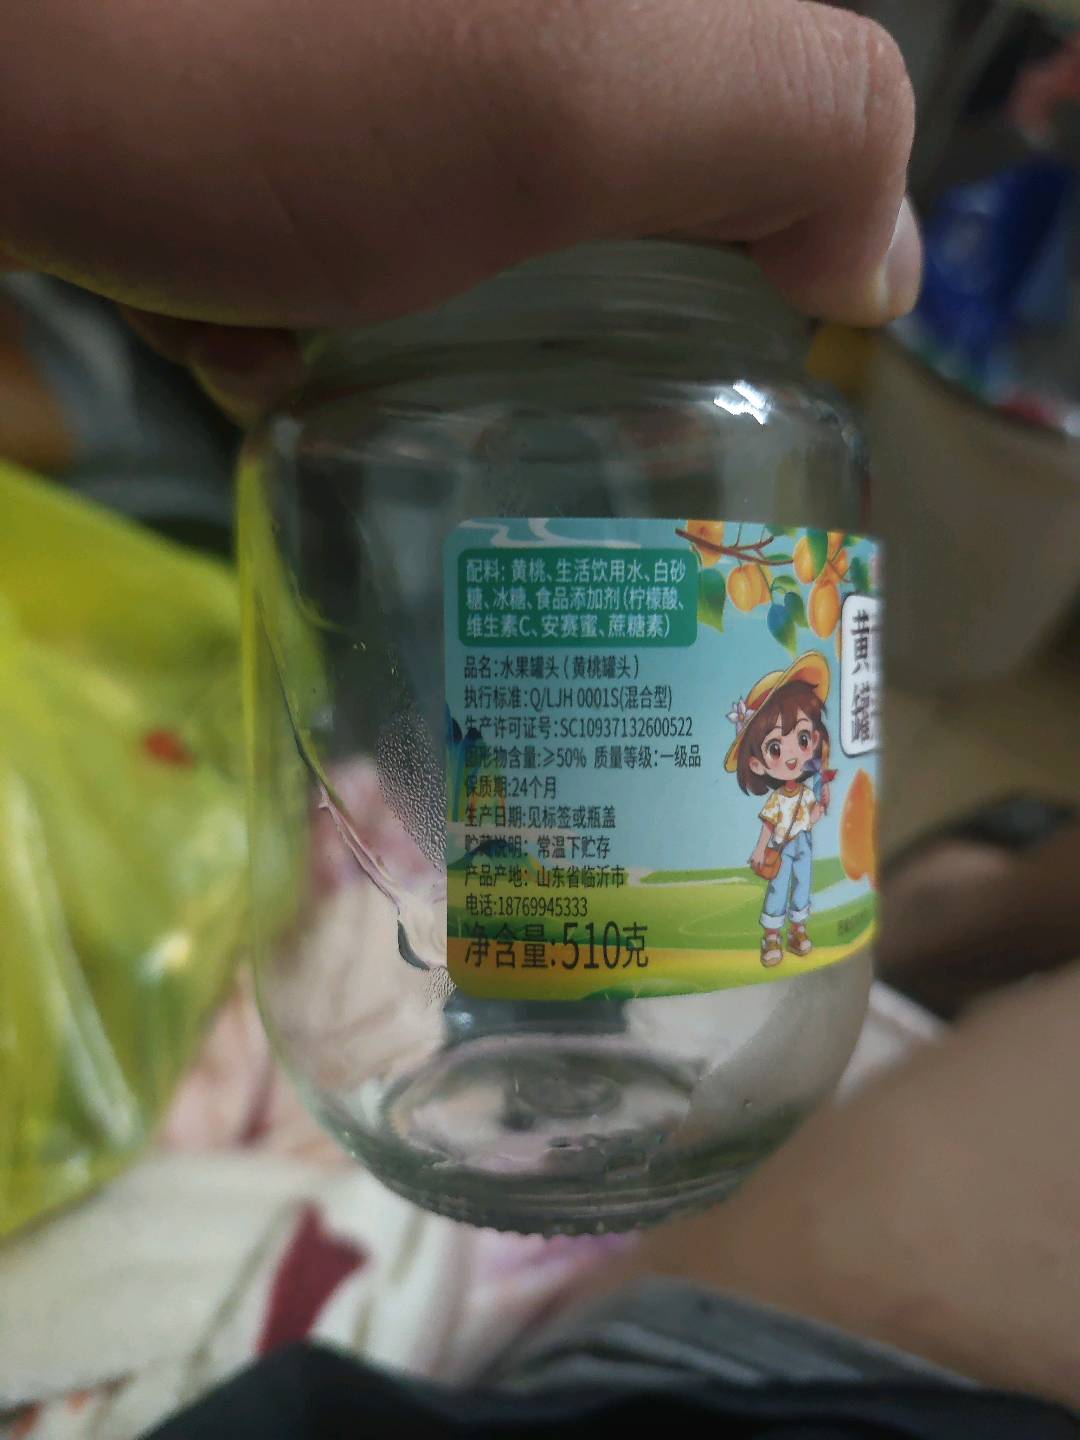 配料: 黄桃、生活饮用水、白砂
糖、冰糖、食品添加剂(柠檬酸、
维生素C、安赛蜜、蔗糖素)
品名:水果罐头(黄桃罐头)
执行标准:Q/LJH 0001S(混合型)
生产许可证号:SC10937132600522
固形物含量:≥50% 质量等级:一级品
保质期:24个月
生产日期:见标签或瓶盖
贮藏说明: 常温下贮存
产品产地: 山东省临沂市
电话:18769945333
净含量:510克
黄
罐